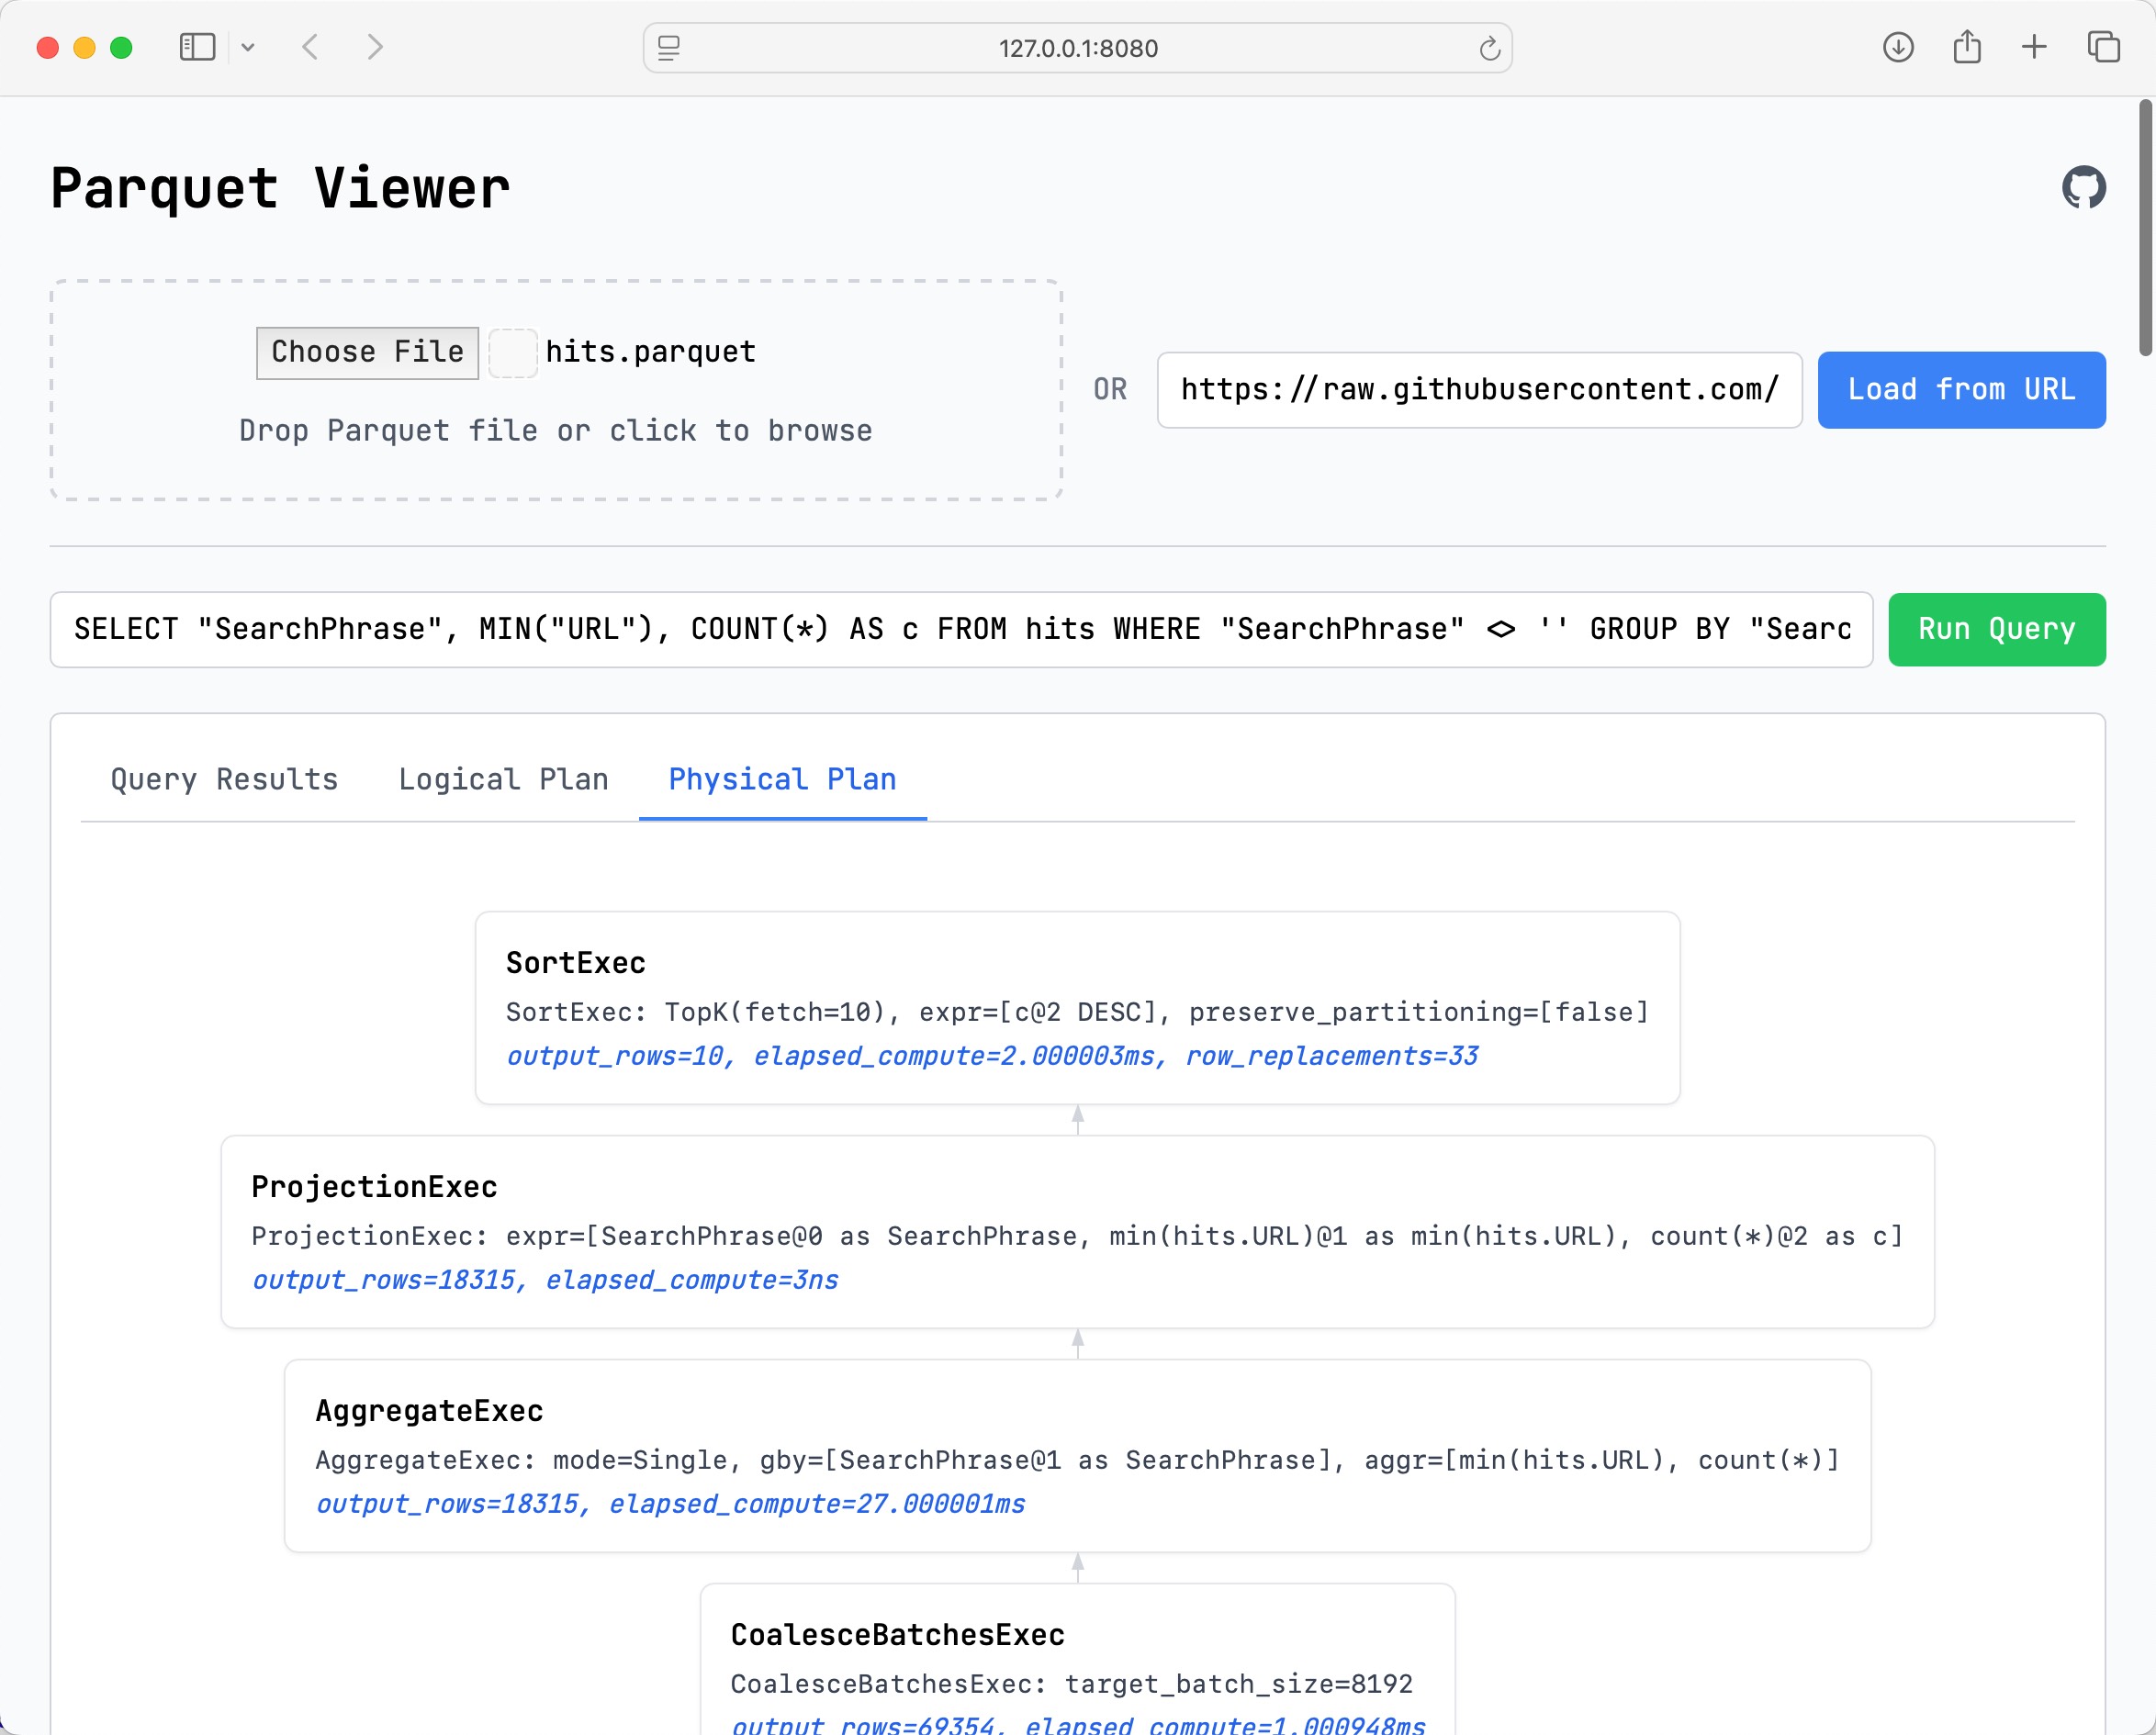 127.0.0.1:8080
Parquet Viewer
Choose File hits.parquet
Drop Parquet file or click to browse
OR
https://raw.githubusercontent.com/
Load from URL
SELECT "SearchPhrase", MIN("URL"), COUNT(*) AS c FROM hits WHERE "SearchPhrase" <> '' GROUP BY "Searc
Run Query
Query Results Logical Plan Physical Plan
SortExec
SortExec: TopK(fetch=10), expr=[c@2 DESC], preserve_partitioning=[false]
output_rows=10, elapsed_compute=2.000003ms, row_replacements=33
ProjectionExec
ProjectionExec: expr=[SearchPhrase@0 as SearchPhrase, min(hits.URL)@1 as min(hits.URL), count(*)@2 as c]
output_rows=18315, elapsed_compute=3ns
AggregateExec
AggregateExec: mode=Single, gby=[SearchPhrase@1 as SearchPhrase], aggr=[min(hits.URL), count(*)]
output_rows=18315, elapsed_compute=27.000001ms
CoalesceBatchesExec
CoalesceBatchesExec: target_batch_size=8192
output_rows=69354, elapsed_compute=1.000948ms